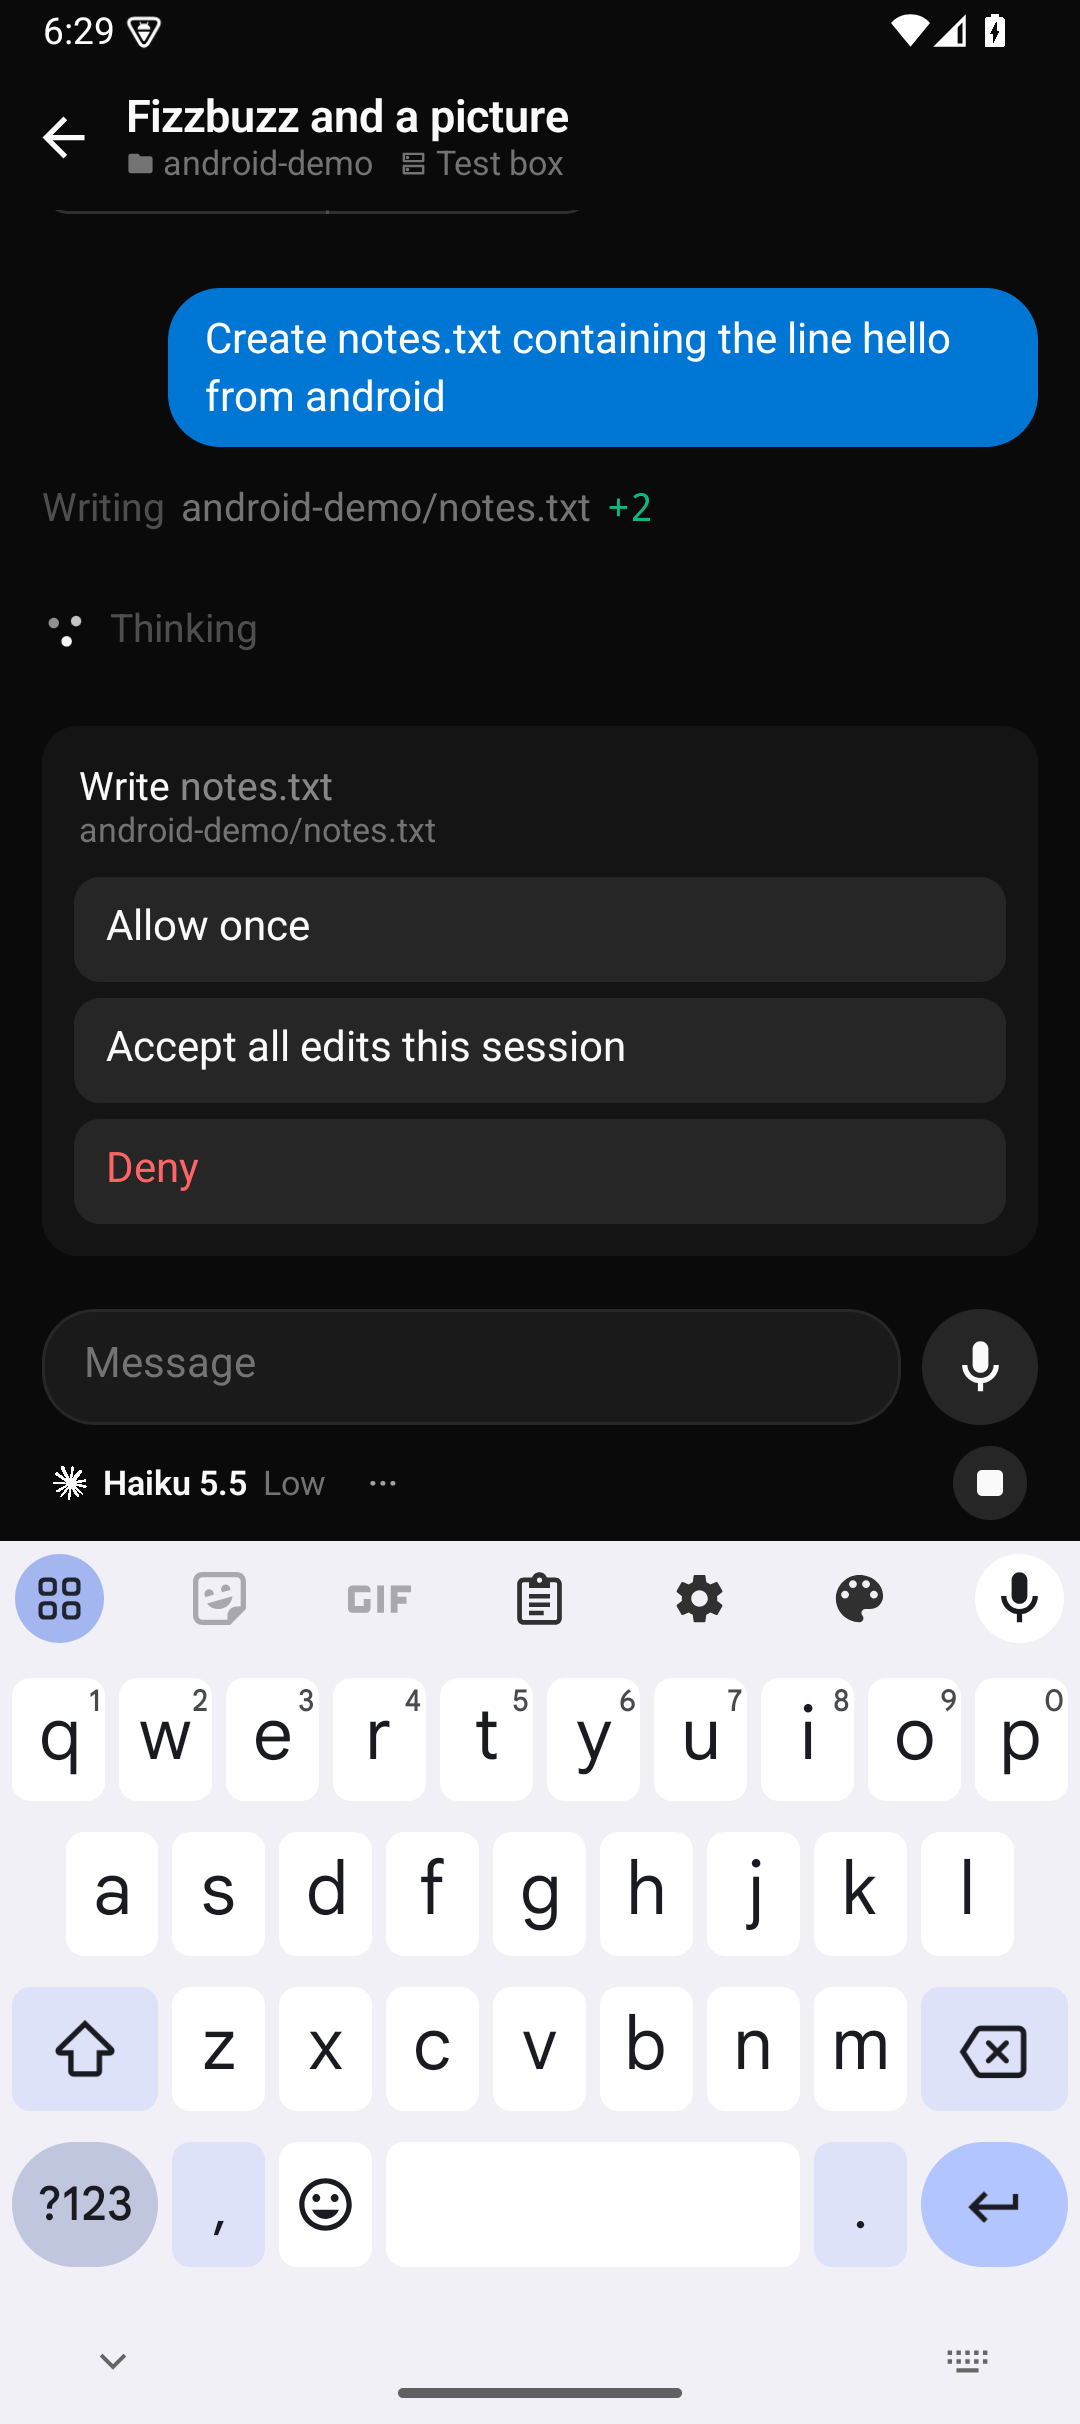 6:29
Fizzbuzz and a picture
android-demo Test box
Create notes.txt containing the line hello
from android
Writing android-demo/notes.txt +2
Thinking
Write notes.txt
android-demo/notes.txt
Allow once
Accept all edits this session
Deny
Message
Haiku 5.5 Low ...
GIF
q 1 w 2 e 3 r 4 t 5 y 6 u 7 i 8 o 9 p 0
a s d f g h j k l
z x c v b n m
?123 , .